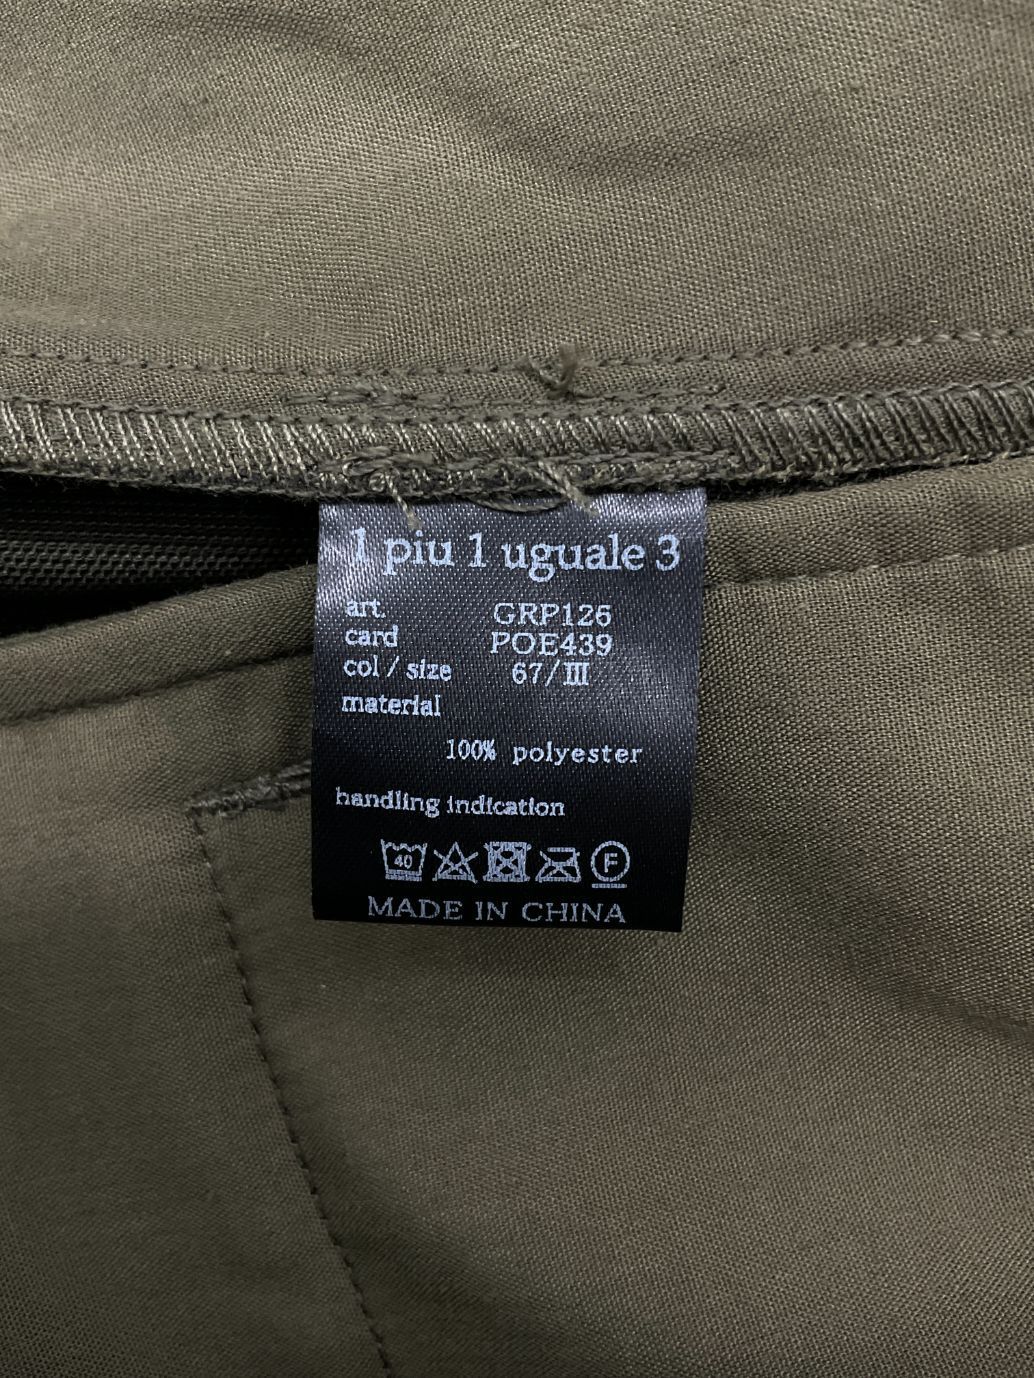 1 piu 1 uguale 3
art. GRP126
card POE439
col / size 67/III
material
100% polyester
handling indication
40 F
MADE IN CHINA